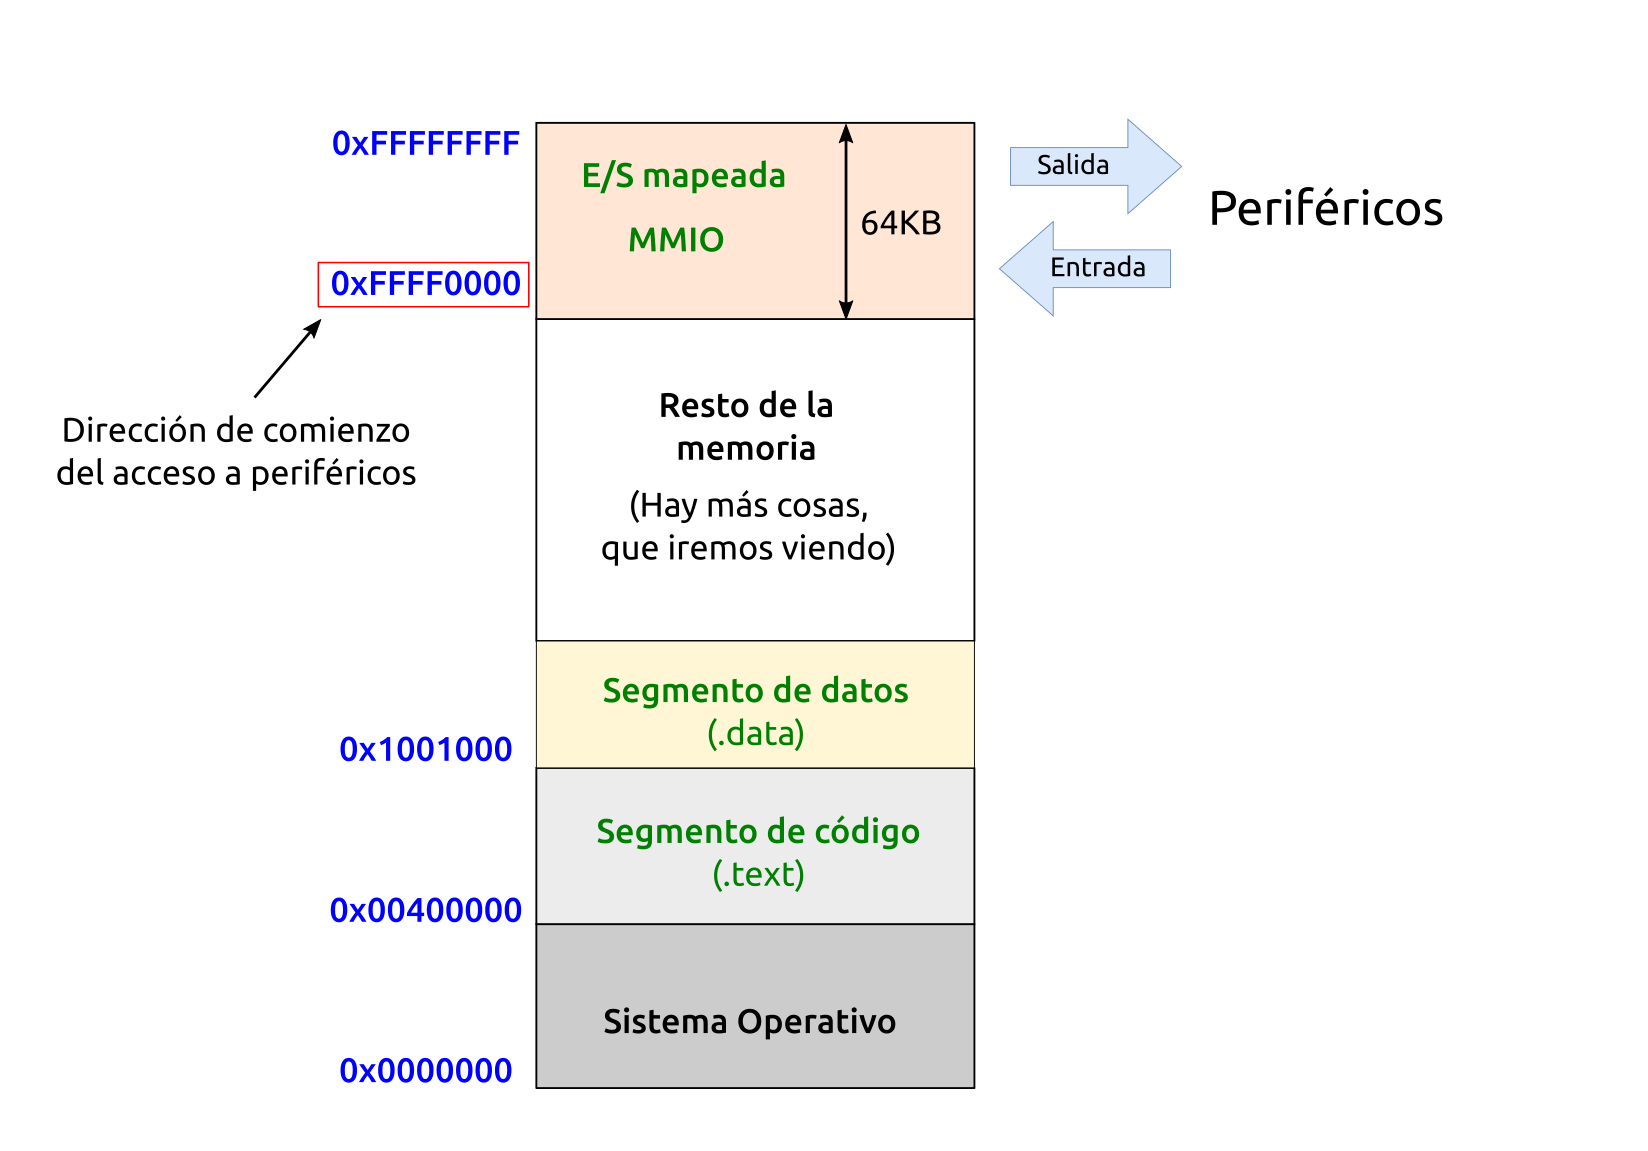 0xFFFFFFFF
E/S mapeada
MMIO
64KB
Salida
Entrada
Periféricos
0xFFFF0000
Dirección de comienzo
del acceso a periféricos
Resto de la
memoria
(Hay más cosas,
que iremos viendo)
Segmento de datos
(.data)
0x1001000
Segmento de código
(.text)
0x00400000
Sistema Operativo
0x0000000